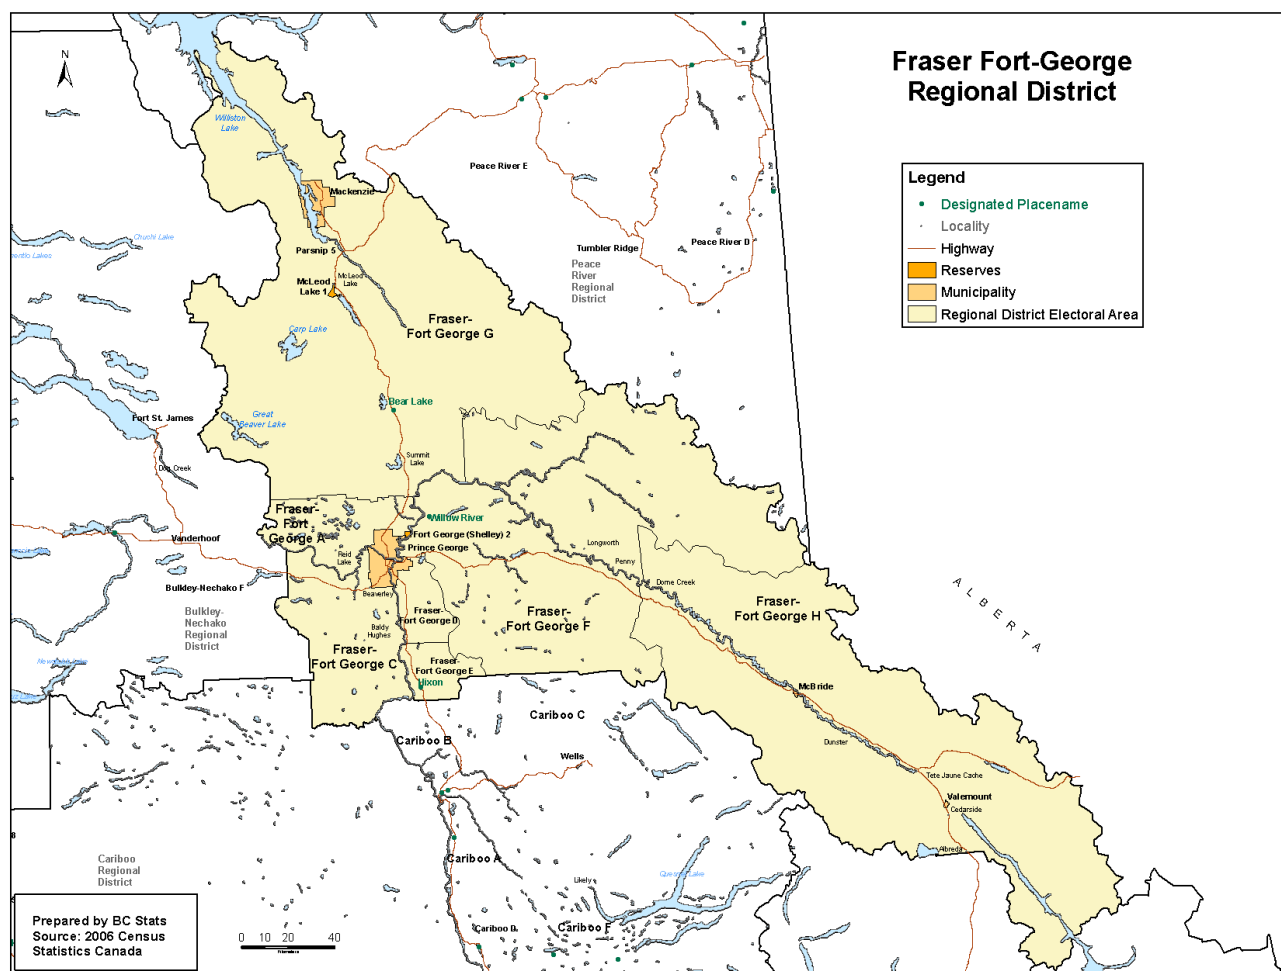 Fraser Fort-George
Regional District
N
Williston
Lake
Mackenzie
Peace River E
Legend
Designated Placename
Locality
Highway
Reserves
Municipality
Regional District Electoral Area
Chuchi Lake
Parsnip 5
McLeod
Lake 1
McLeod
Lake
Tumbler Ridge
Peace River D
Peace
River
Regional
District
Carp Lake
Fraser-
Fort George G
Fort St. James
Great
Beaver Lake
Bear Lake
Summit
Lake
Dog Creek
Fraser-
Fort
George A
Willow River
Vanderhoof
Fort George (Shelley) 2
Prince George
Reid
Lake
Longworth
Penny
Dome Creek
Bulkley-Nechako F
Beaverley
Bulkley-
Nechako
Regional
District
Baldy
Hughes
Fraser-
Fort George D
Fraser-
Fort George F
Fraser-
Fort George H
ALBERTA
Fraser-
Fort George C
Fraser-
Fort George E
Hixon
McBride
Cariboo C
Cariboo B
Dunster
Wells
Tete Jaune Cache
Valemount
Cedarside
Albreda
Cariboo A
Cariboo
Regional
District
Likely
Quesnel Lake
Cariboo F
Prepared by BC Stats
Source: 2006 Census
Statistics Canada
0 10 20 40